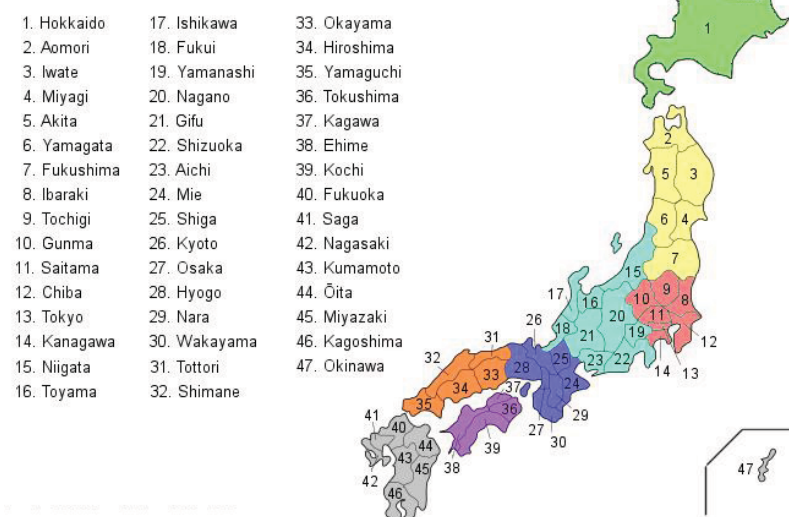 1. Hokkaido
2. Aomori
3. Iwate
4. Miyagi
5. Akita
6. Yamagata
7. Fukushima
8. Ibaraki
9. Tochigi
10. Gunma
11. Saitama
12. Chiba
13. Tokyo
14. Kanagawa
15. Niigata
16. Toyama
17. Ishikawa
18. Fukui
19. Yamanashi
20. Nagano
21. Gifu
22. Shizuoka
23. Aichi
24. Mie
25. Shiga
26. Kyoto
27. Osaka
28. Hyogo
29. Nara
30. Wakayama
31. Tottori
32. Shimane
33. Okayama
34. Hiroshima
35. Yamaguchi
36. Tokushima
37. Kagawa
38. Ehime
39. Kochi
40. Fukuoka
41. Saga
42. Nagasaki
43. Kumamoto
44. Ōita
45. Miyazaki
46. Kagoshima
47. Okinawa
1
2
5 3
6 4
7
15
9
17 16 10 8
20 11
26 18 21 19 12
31 25 23 22 14 13
32 28
33 37 24
34
35 36 29
41 40 27 30
44 39
43 38
42 45 47
46